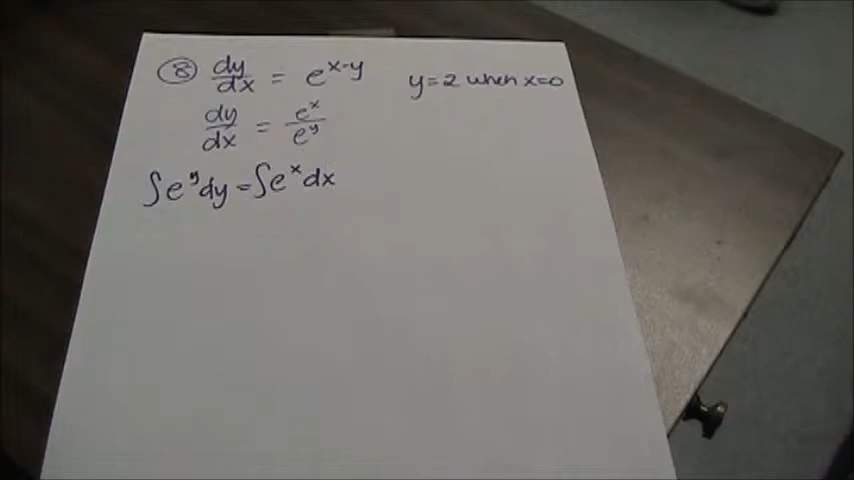 ⑧ dy/dx = e^(x-y) y=2 when x=0
dy/dx = e^x/e^y
∫e^y dy = ∫e^x dx